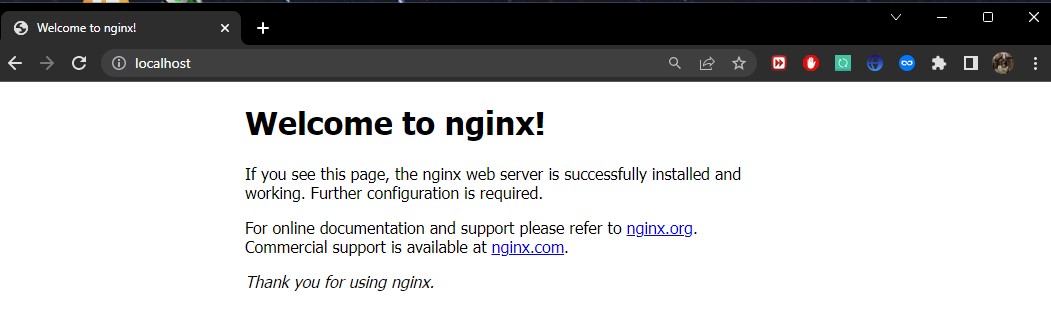 Welcome to nginx!
localhost
Welcome to nginx!
If you see this page, the nginx web server is successfully installed and
working. Further configuration is required.
For online documentation and support please refer to nginx.org.
Commercial support is available at nginx.com.
Thank you for using nginx.